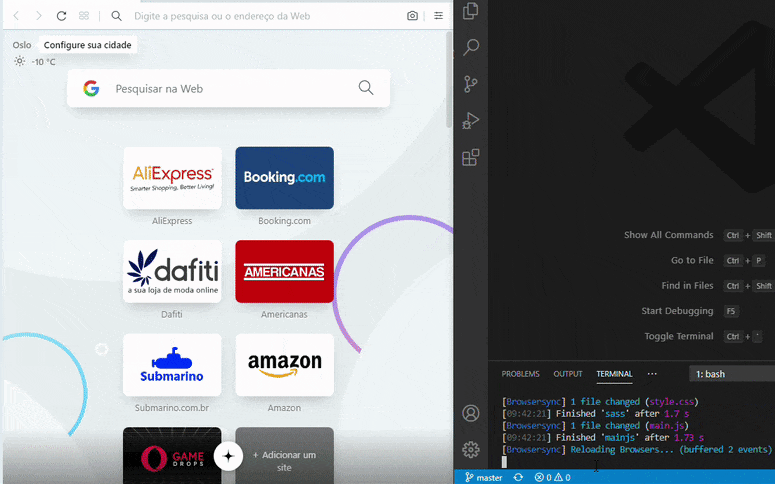 Digite a pesquisa ou o endereço da Web
Oslo
Configure sua cidade
-10 °C
Pesquisar na Web
AliExpress
Smarter Shopping, Better Living!
Booking.com
AliExpress
Booking.com
dafiti
a sua loja de moda online
AMERICANAS
Dafiti
Americanas
Submarino
amazon
Submarino.com.br
Amazon
GAME
DROPS
+ Adicionar um
site
Show All Commands Ctrl + Shift
Go to File Ctrl + P
Find in Files Ctrl + Shift
Start Debugging F5
Toggle Terminal Ctrl + `
PROBLEMS OUTPUT TERMINAL ··· 1: bash
[Browsersync] 1 file changed (style.css)
[09:42:21] Finished 'sass' after 1.7 s
[Browsersync] 1 file changed (main.js)
[09:42:21] Finished 'mainjs' after 1.73 s
[Browsersync] Reloading Browsers... (buffered 2 events)
master 0 0